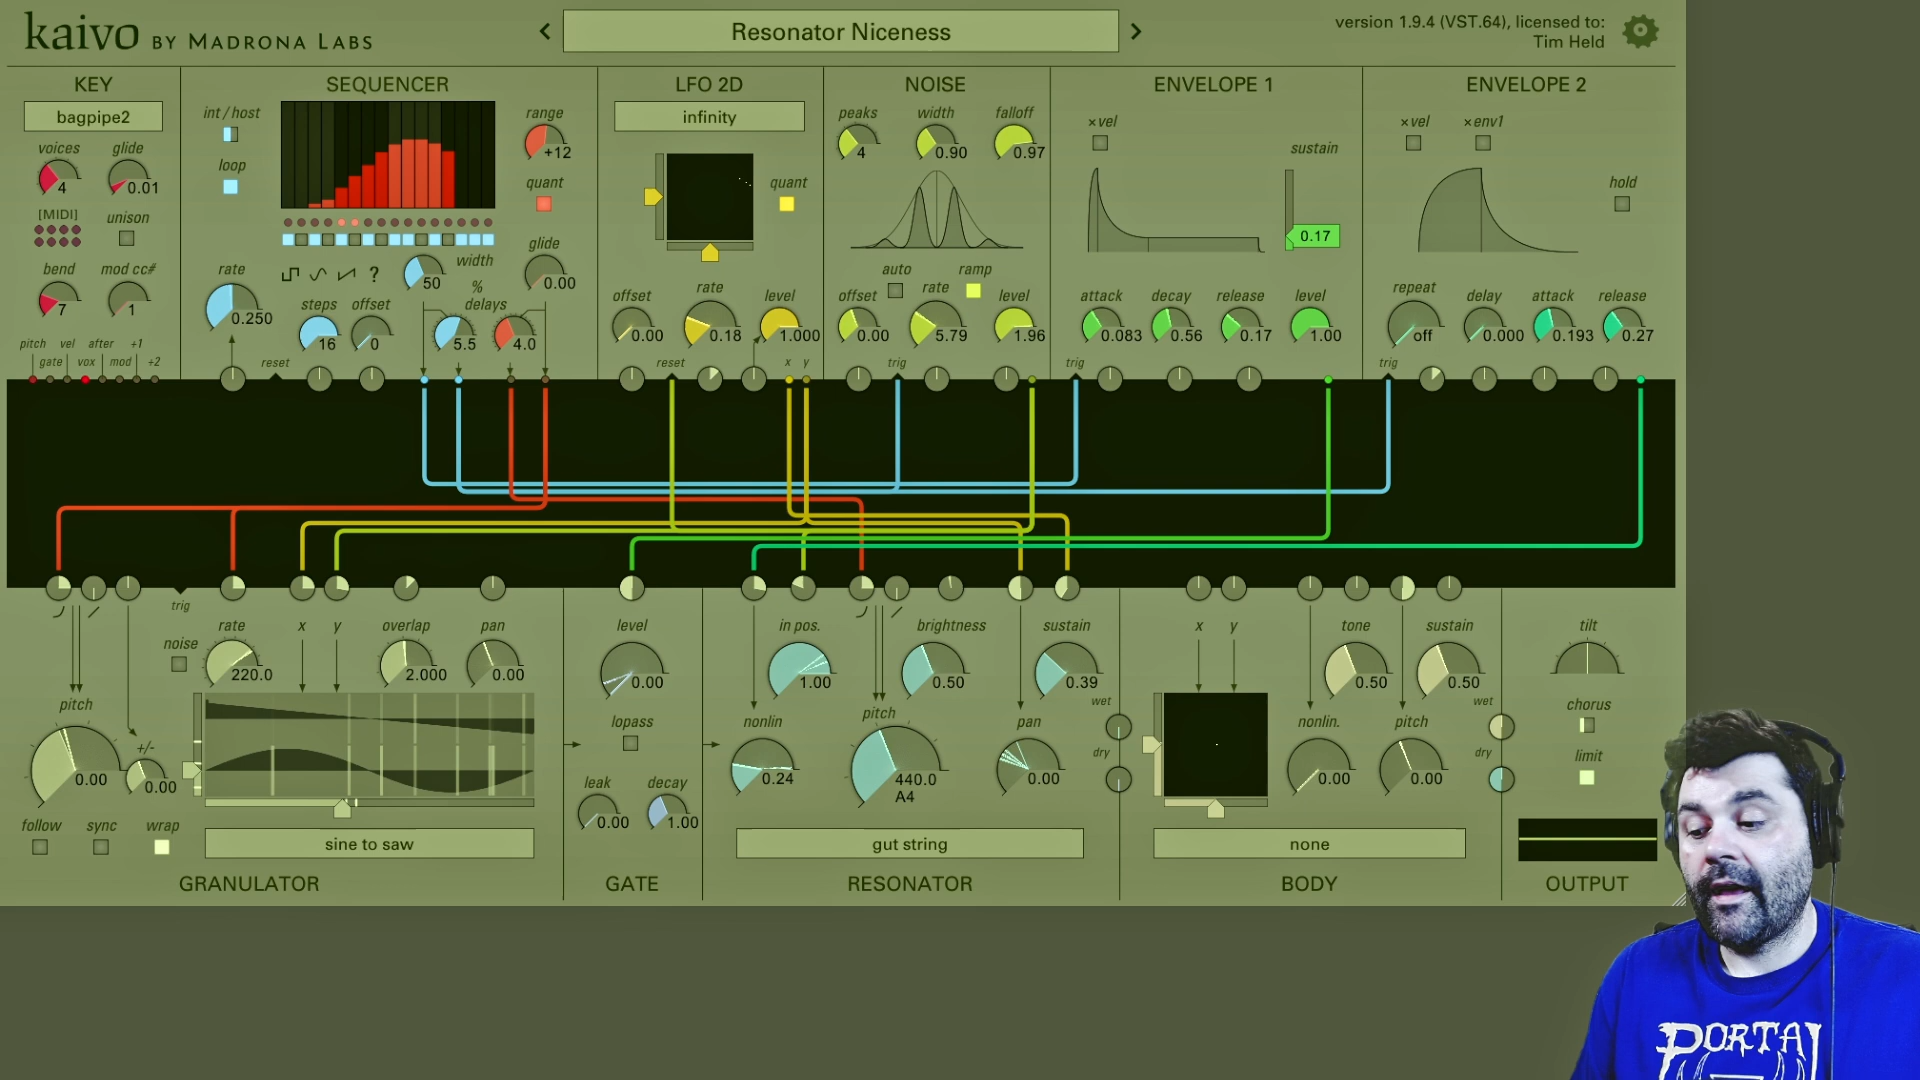 kaivo BY MADRONA LABS
Resonator Niceness
version 1.9.4 (VST.64), licensed to:
Tim Held
KEY
bagpipe2
voices glide
4 0.01
[MIDI] unison
bend mod cc#
7 1
pitch vel after +1
gate vox mod +2
SEQUENCER
int / host
loop
range
+12
quant
glide
0.00
rate
0.250
? width
50 %
steps offset delays
16 0 5.5 4.0
reset
LFO 2D
infinity
quant
offset rate level
0.00 0.18 1.000
reset x y
NOISE
peaks width falloff
4 0.90 0.97
auto ramp
offset rate level
0.00 5.79 1.96
trig
ENVELOPE 1
×vel
sustain
0.17
attack decay release level
0.083 0.56 0.17 1.00
trig
ENVELOPE 2
×vel ×env1
hold
repeat delay attack release
off 0.000 0.193 0.27
trig
trig
noise
rate x y overlap pan
220.0 2.000 0.00
pitch
0.00
+/-
0.00
follow sync wrap
sine to saw
GRANULATOR
level
0.00
lopass
leak decay
0.00 1.00
GATE
in pos. brightness sustain
1.00 0.50 0.39
nonlin pitch pan
0.24 440.0 0.00
A4
wet
dry
gut string
RESONATOR
x y tone sustain
0.50 0.50
nonlin. pitch
0.00 0.00
wet
dry
none
BODY
tilt
chorus
limit
OUTPUT
PORTAL